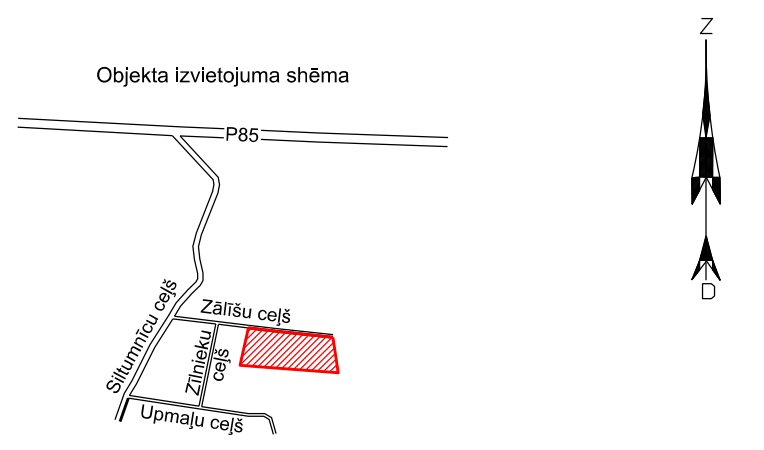 Z
Objekta izvietojuma shēma
P85
Siltumnīcu ceļš
Zālīšu ceļš
Zīlnieku
ceļš
Upmaļu ceļš
D